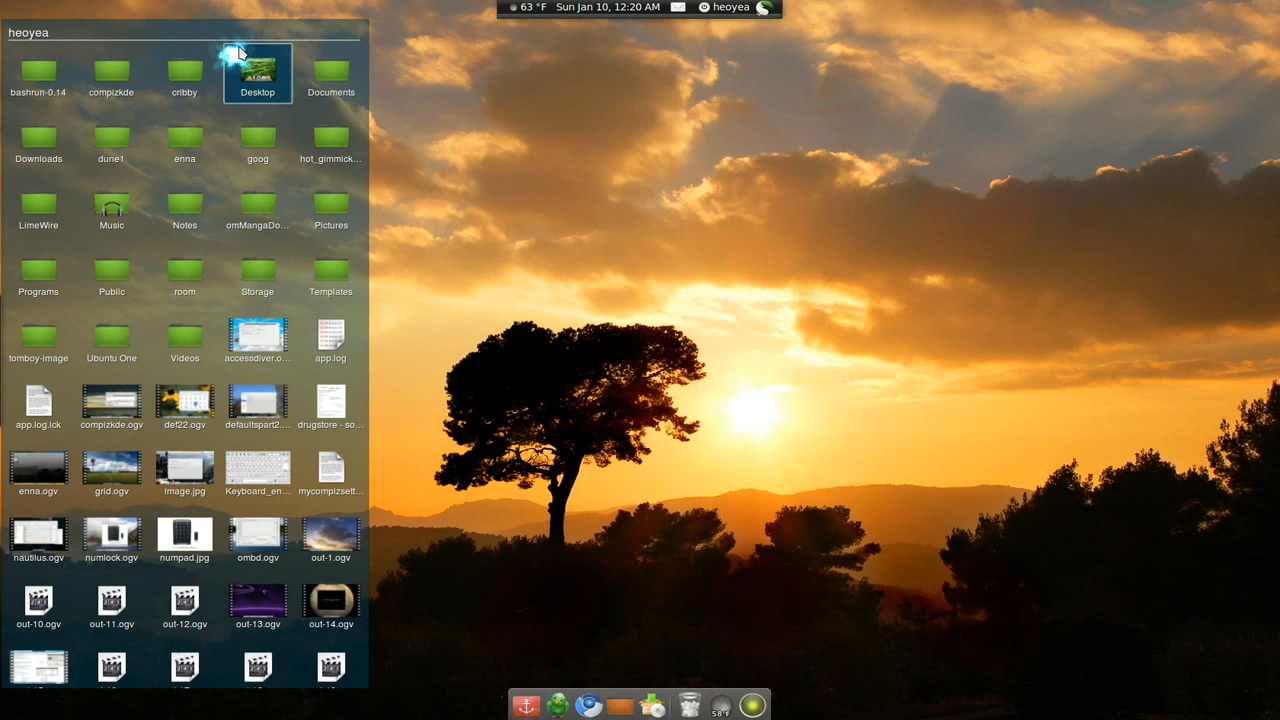 63 °F Sun Jan 10, 12:20 AM heoyea
heoyea
bashrun-0.14 compizkde cribby Desktop Documents
Downloads dune1 enna goog hot_gimmick...
LimeWire Music Notes omMangaDo... Pictures
Programs Public room Storage Templates
tomboy-image Ubuntu One Videos accessdiver.o... app.log
app.log.lck compizkde.ogv def22.ogv defaultspart2.... drugstore - so...
enna.ogv grid.ogv image.jpg Keyboard_en... mycompizsett...
nautilus.ogv numlock.ogv numpad.jpg ombd.ogv out-1.ogv
out-10.ogv out-11.ogv out-12.ogv out-13.ogv out-14.ogv
58°F